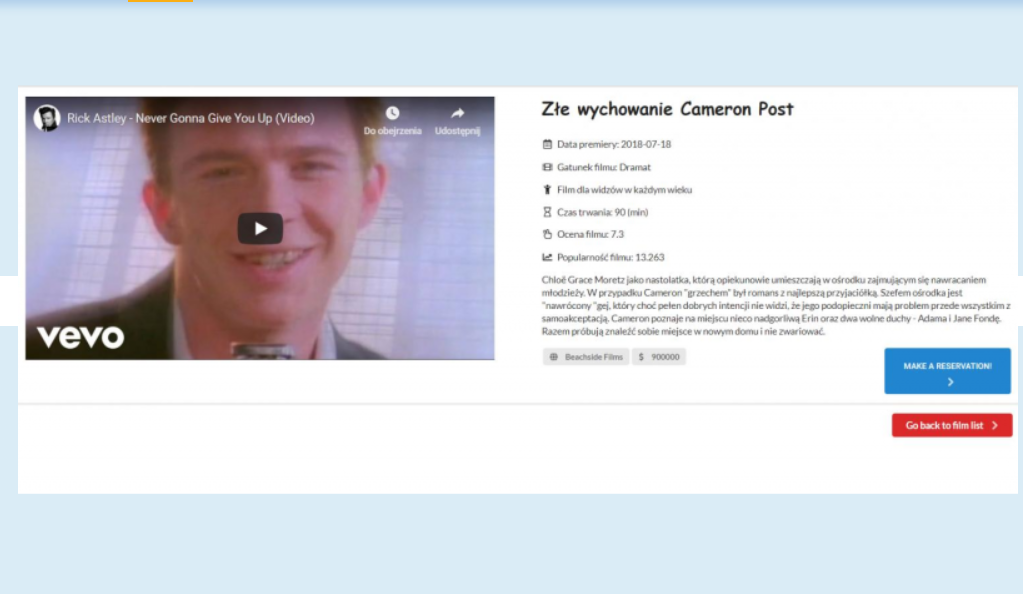 Rick Astley - Never Gonna Give You Up (Video)
Do obejrzenia
Udostępnij
vevo
Złe wychowanie Cameron Post
Data premiery: 2018-07-18
Gatunek filmu: Dramat
Film dla widzów w każdym wieku
Czas trwania: 90 (min)
Ocena filmu: 7.3
Popularność filmu: 13.263
Chloë Grace Moretz jako nastolatka, którą opiekunowie umieszczają w ośrodku zajmującym się nawracaniem
młodzieży. W przypadku Cameron "grzechem" był romans z najlepszą przyjaciółką. Szefem ośrodka jest
"nawrócony "gej, który choć pełen dobrych intencji nie widzi, że jego podopieczni mają problem przede wszystkim z
samoakceptacją. Cameron poznaje na miejscu nieco nadgorliwą Erin oraz dwa wolne duchy - Adama i Jane Fondę.
Razem próbują znaleźć sobie miejsce w nowym domu i nie zwariować.
Beachside Films
$ 900000
MAKE A RESERVATION!
Go back to film list